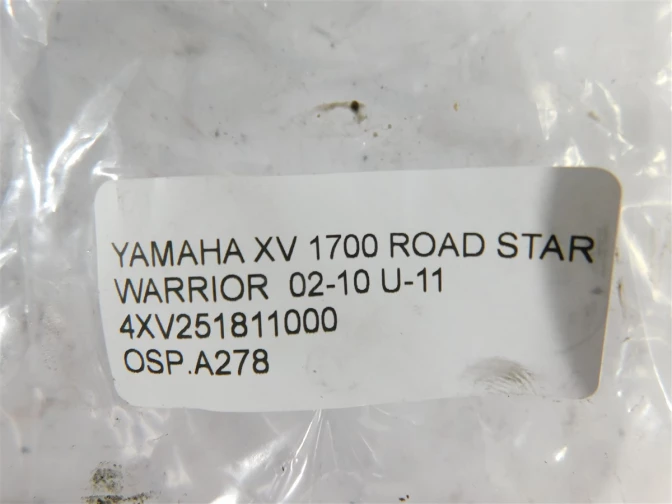 YAMAHA XV 1700 ROAD STAR
WARRIOR 02-10 U-11
4XV251811000
OSP.A278